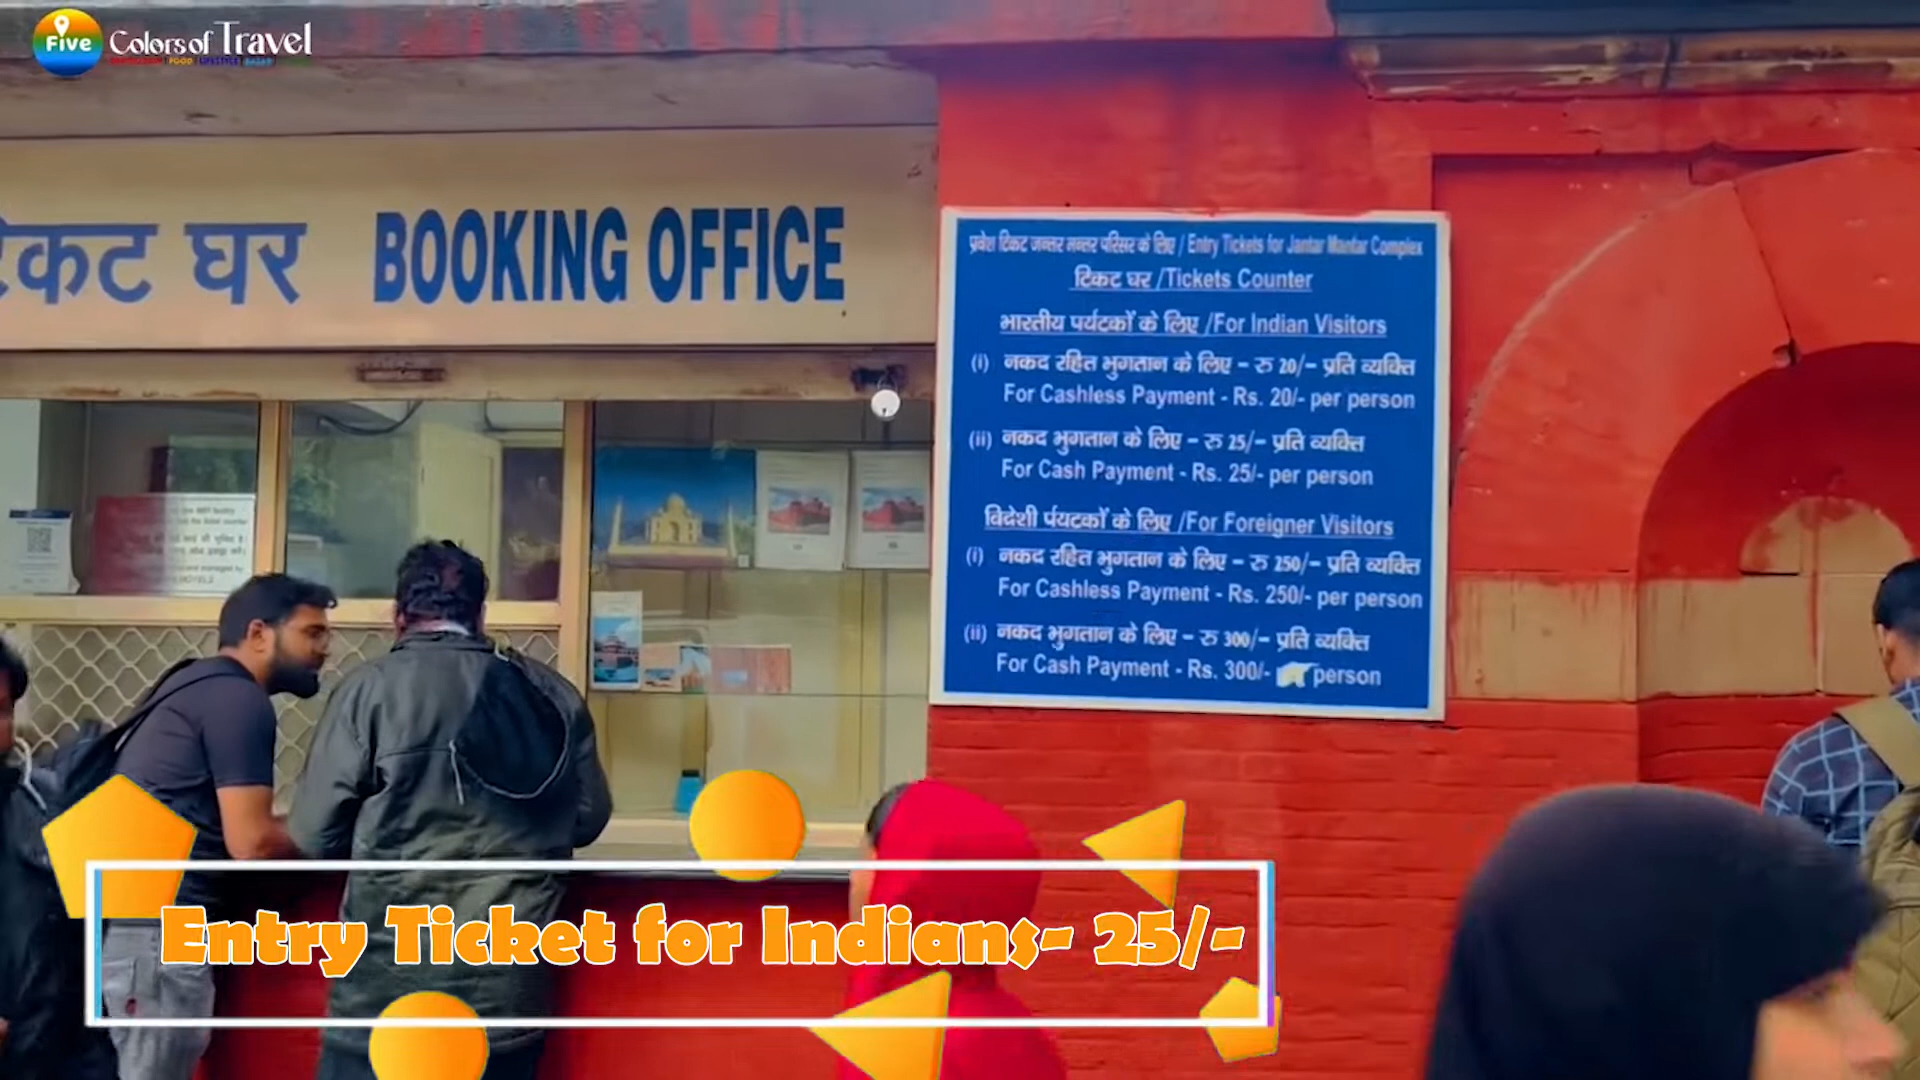 Five Colors of Travel
FOOD | LIFESTYLE | BAZAR
टिकट घर BOOKING OFFICE
प्रवेश टिकट जन्तर मन्तर परिसर के लिए / Entry Tickets for Jantar Mantar Complex
टिकट घर /Tickets Counter
भारतीय पर्यटकों के लिए /For Indian Visitors
(i) नकद रहित भुगतान के लिए - रु 20/- प्रति व्यक्ति
For Cashless Payment - Rs. 20/- per person
(ii) नकद भुगतान के लिए - रु 25/- प्रति व्यक्ति
For Cash Payment - Rs. 25/- per person
विदेशी र्पयटकों के लिए /For Foreigner Visitors
(i) नकद रहित भुगतान के लिए - रु 250/- प्रति व्यक्ति
For Cashless Payment - Rs. 250/- per person
(ii) नकद भुगतान के लिए - रु 300/- प्रति व्यक्ति
For Cash Payment - Rs. 300/- person
Entry Ticket for Indians- 25/-